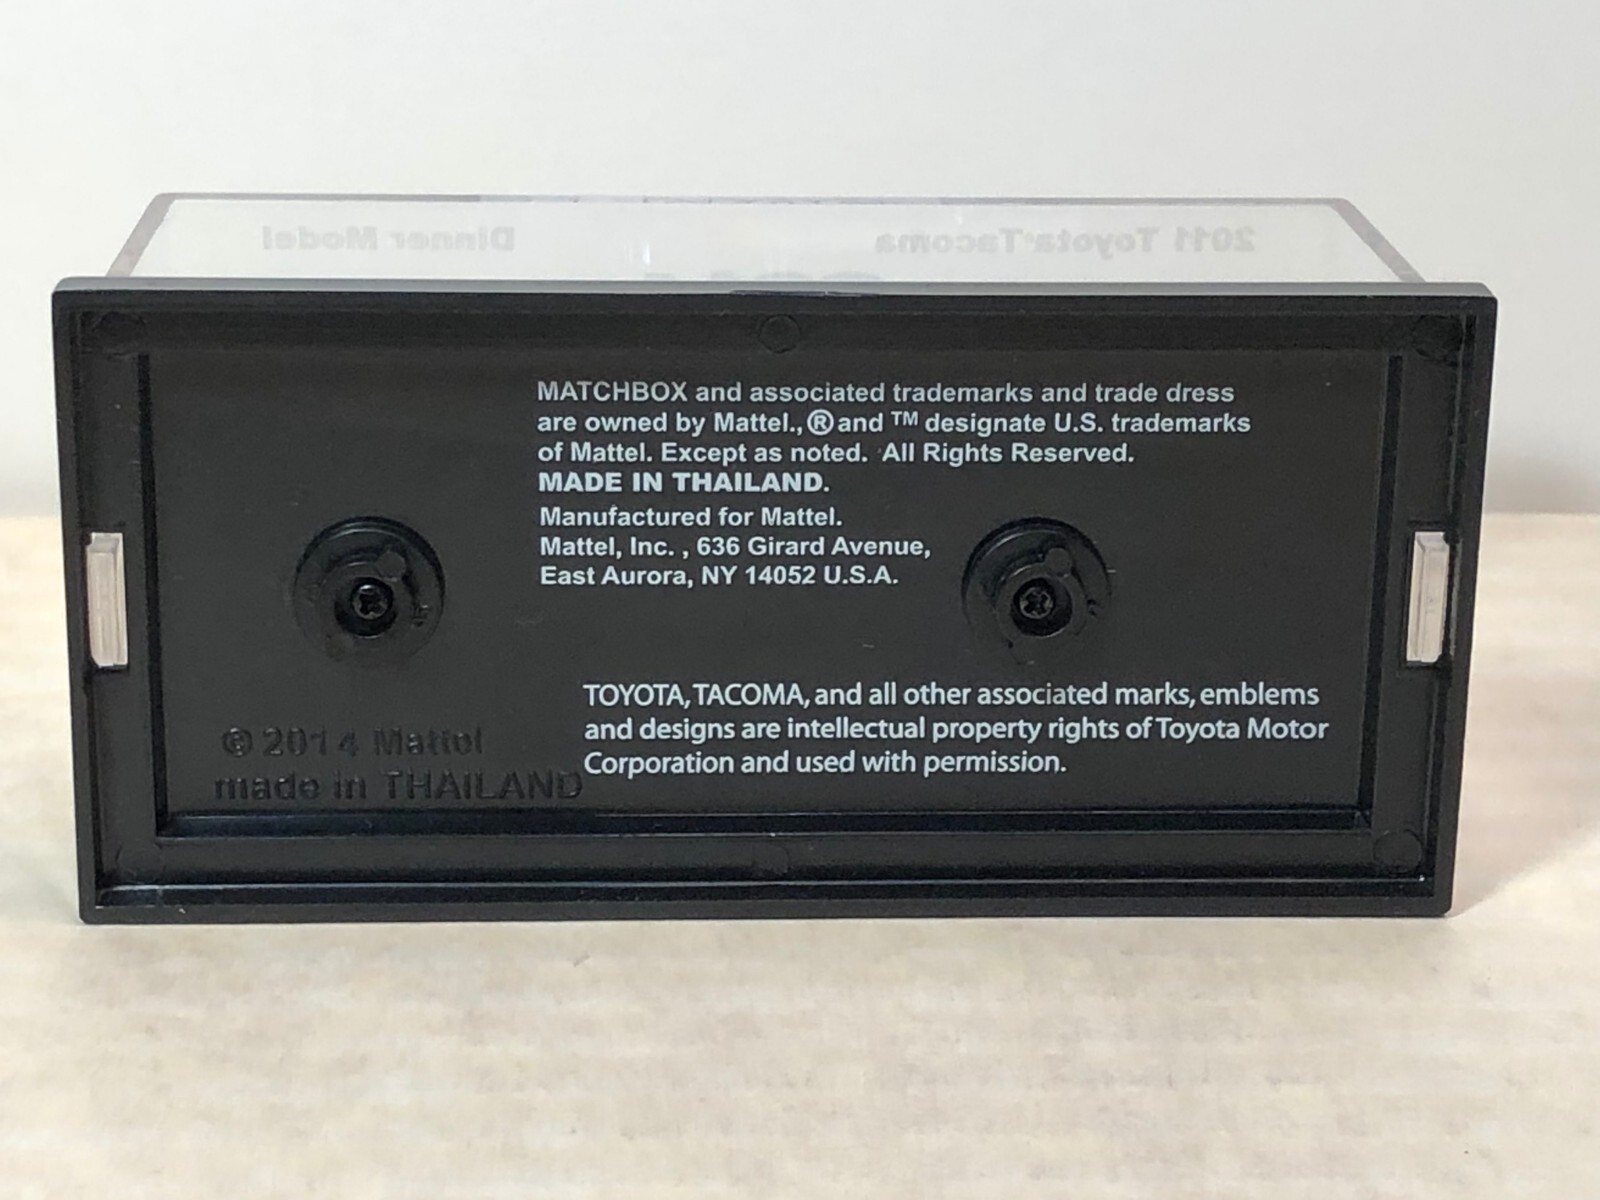 2011 Toyota Tacoma
Dinner Model
MATCHBOX and associated trademarks and trade dress
are owned by Mattel.,® and ™ designate U.S. trademarks
of Mattel. Except as noted. All Rights Reserved.
MADE IN THAILAND.
Manufactured for Mattel.
Mattel, Inc. , 636 Girard Avenue,
East Aurora, NY 14052 U.S.A.
TOYOTA, TACOMA, and all other associated marks, emblems
and designs are intellectual property rights of Toyota Motor
Corporation and used with permission.
© 2014 Mattel
made in THAILAND